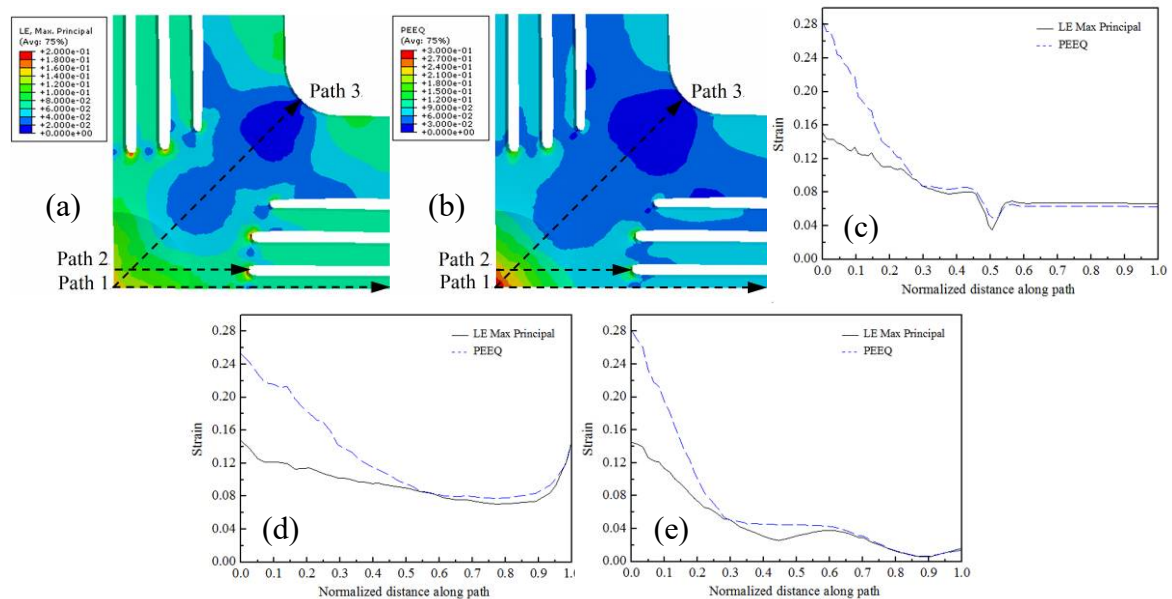 LE, Max. Principal
(Avg: 75%)
+2.000e-01
+1.800e-01
+1.600e-01
+1.400e-01
+1.200e-01
+1.000e-01
+8.000e-02
+6.000e-02
+4.000e-02
+2.000e-02
+0.000e+00
Path 3
(a)
Path 2
Path 1
PEEQ
(Avg: 75%)
+3.000e-01
+2.700e-01
+2.400e-01
+2.100e-01
+1.800e-01
+1.500e-01
+1.200e-01
+9.000e-02
+6.000e-02
+3.000e-02
+0.000e+00
Path 3
(b)
Path 2
Path 1
0.28
0.24
0.20
0.16
0.12
0.08
0.04
0.00
Strain
LE Max Principal
PEEQ
(c)
0.0 0.1 0.2 0.3 0.4 0.5 0.6 0.7 0.8 0.9 1.0
Normalized distance along path
0.28
0.24
0.20
0.16
0.12
0.08
0.04
0.00
Strain
LE Max Principal
PEEQ
(d)
0.0 0.1 0.2 0.3 0.4 0.5 0.6 0.7 0.8 0.9 1.0
Normalized distance along path
0.28
0.24
0.20
0.16
0.12
0.08
0.04
0.00
Strain
LE Max Principal
PEEQ
(e)
0.0 0.1 0.2 0.3 0.4 0.5 0.6 0.7 0.8 0.9 1.0
Normalized distance along path